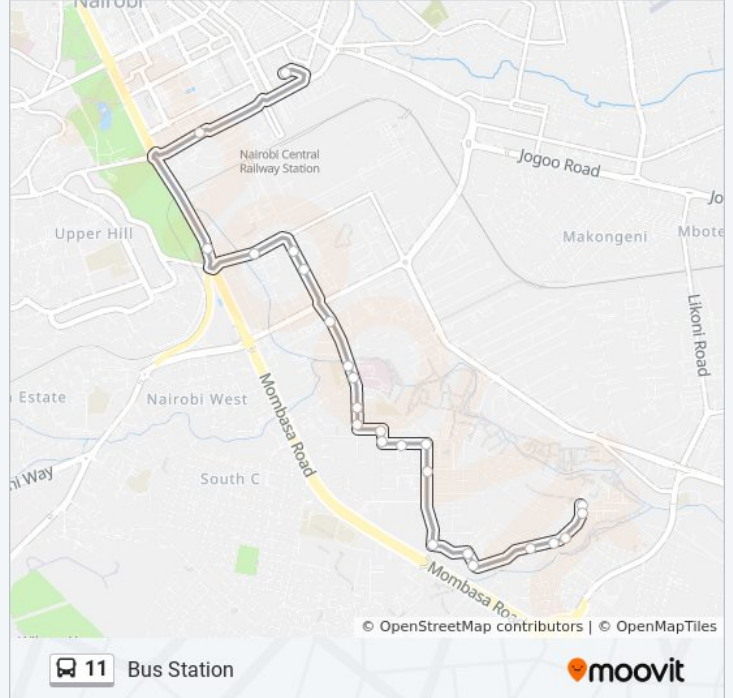 Nairobi
Nairobi Central
Railway Station
Jogoo Road
Jo
Upper Hill
Makongeni
Mbote
Likoni Road
Estate
Nairobi West
Mombasa Road
South C
Way
Mombasa Roa
© OpenStreetMap contributors | © OpenMapTiles
11 Bus Station
moovit